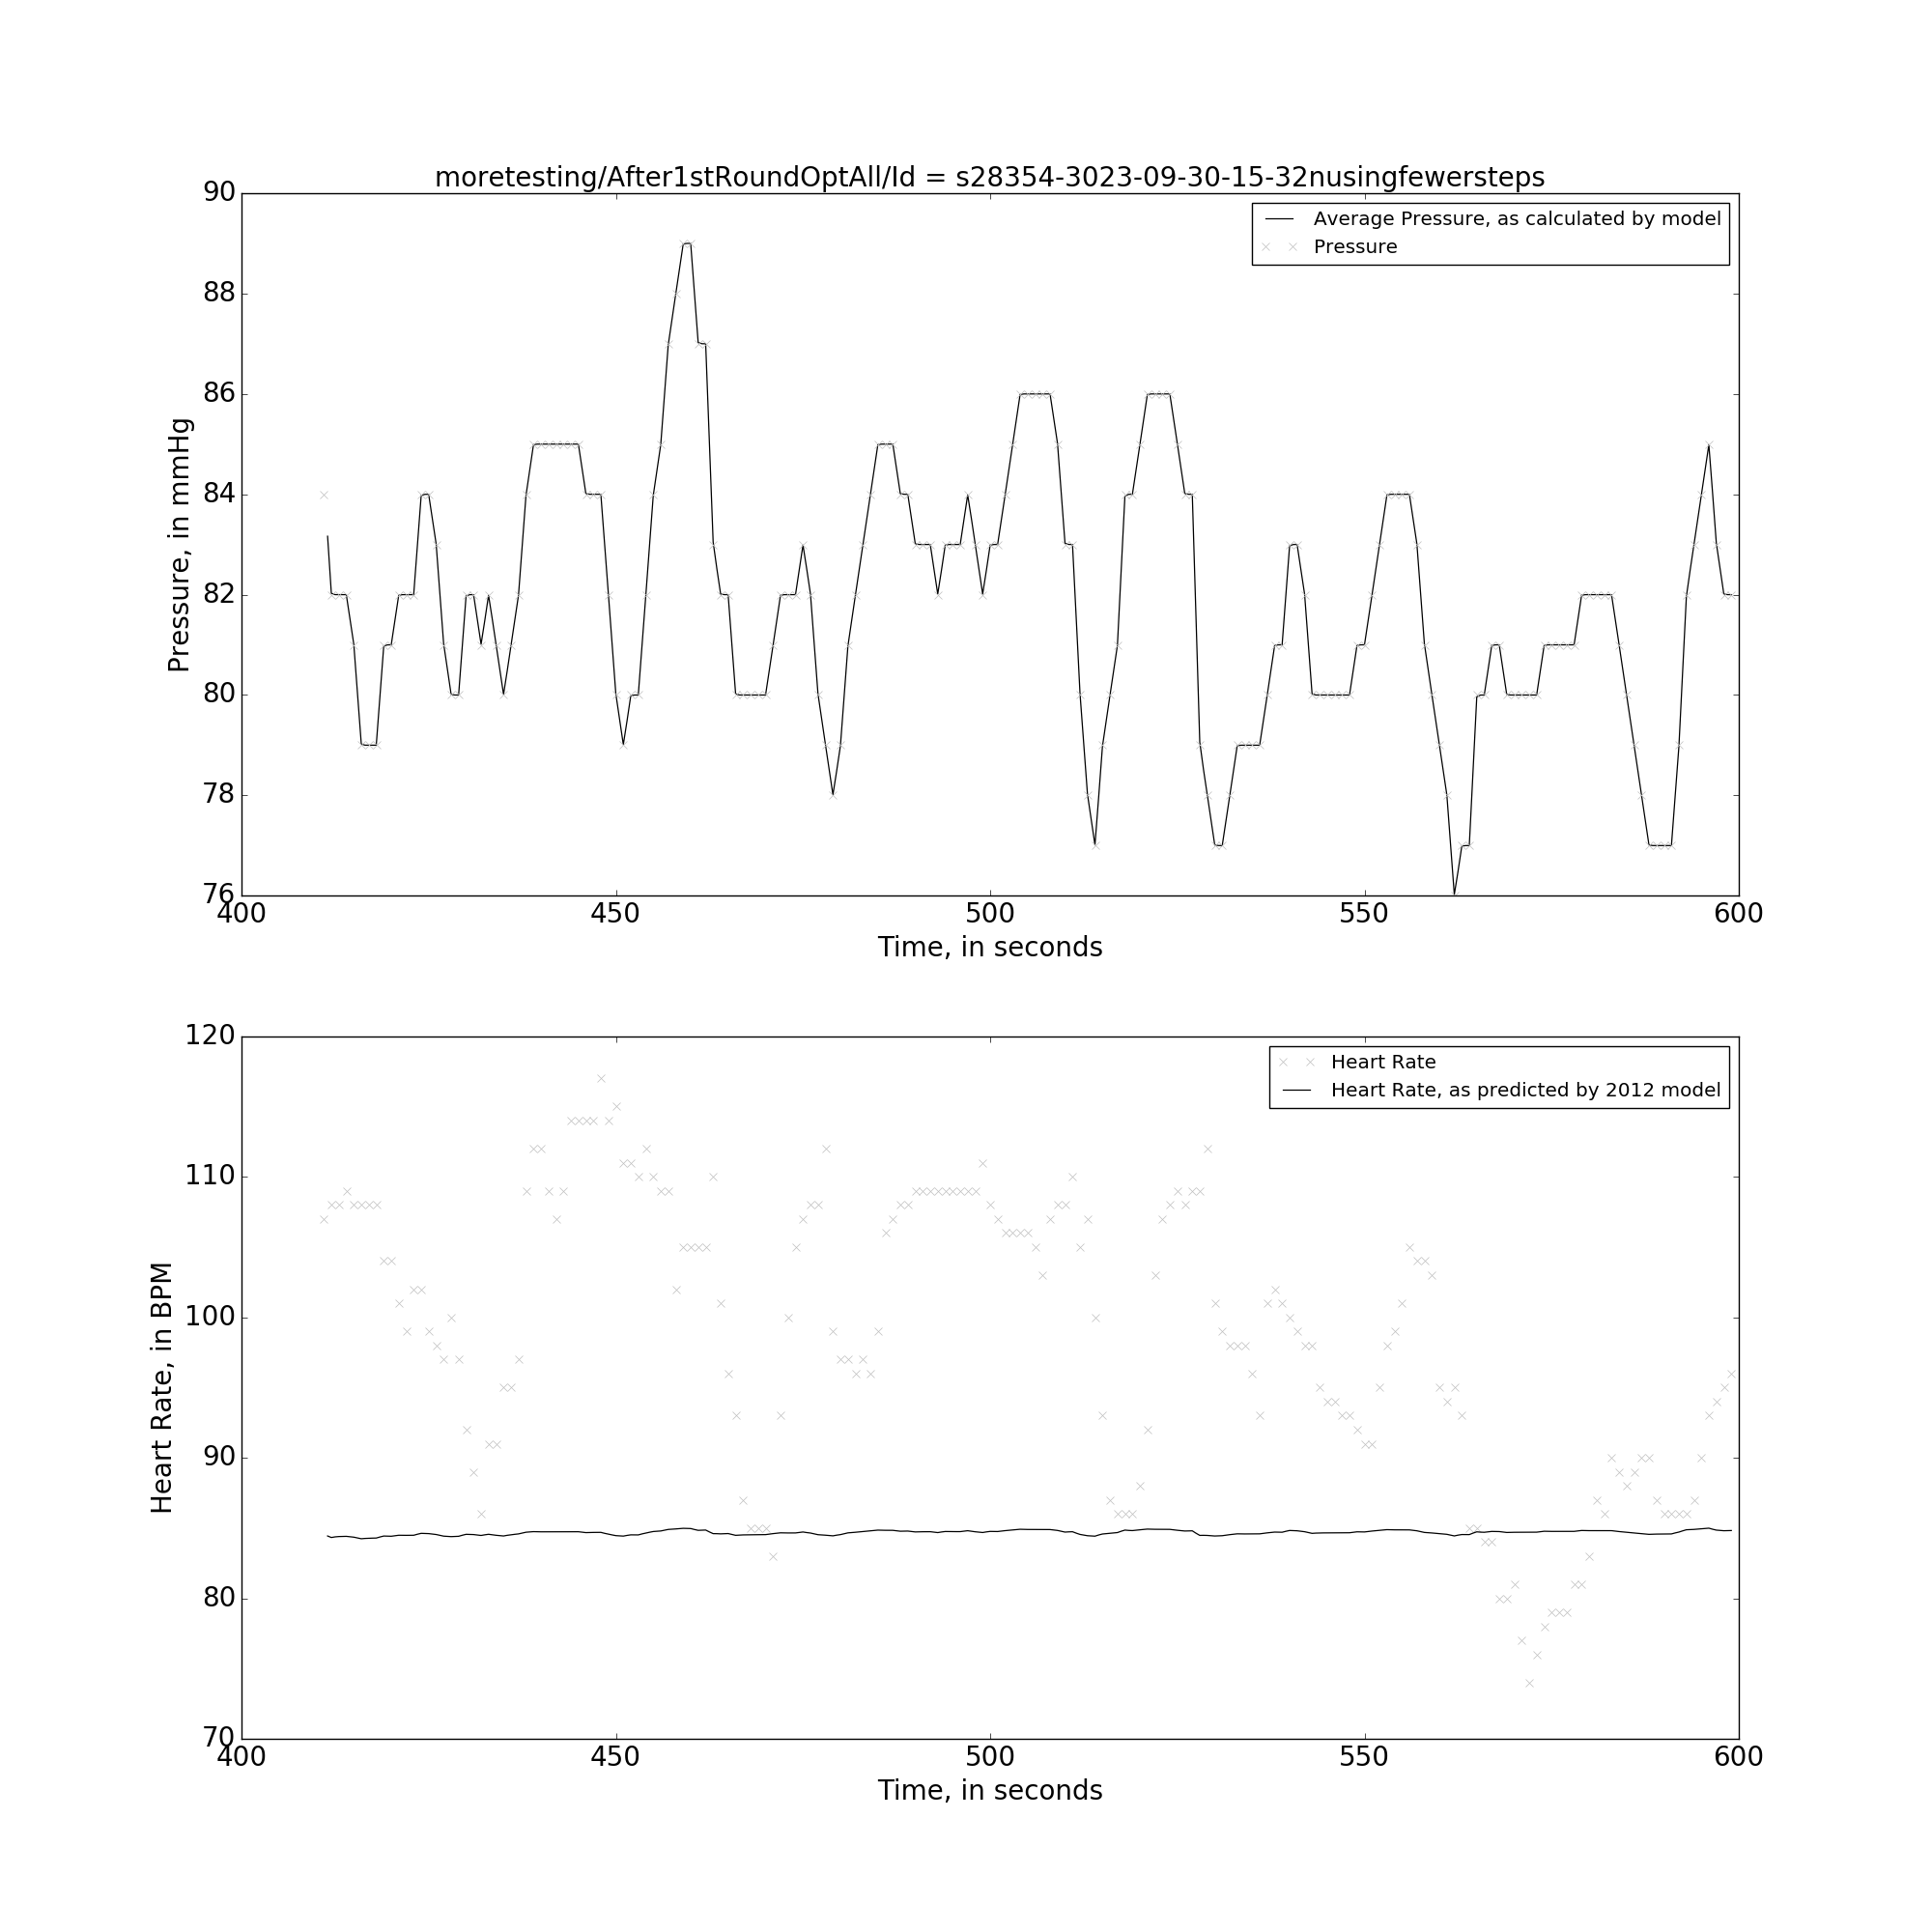 moretesting/After1stRoundOptAll/Id = s28354-3023-09-30-15-32nusingfewersteps
90
88
86
84
82
80
78
76
Pressure, in mmHg
Average Pressure, as calculated by model
Pressure
400 450 500 550 600
Time, in seconds
120
110
100
90
80
70
Heart Rate, in BPM
Heart Rate
Heart Rate, as predicted by 2012 model
400 450 500 550 600
Time, in seconds